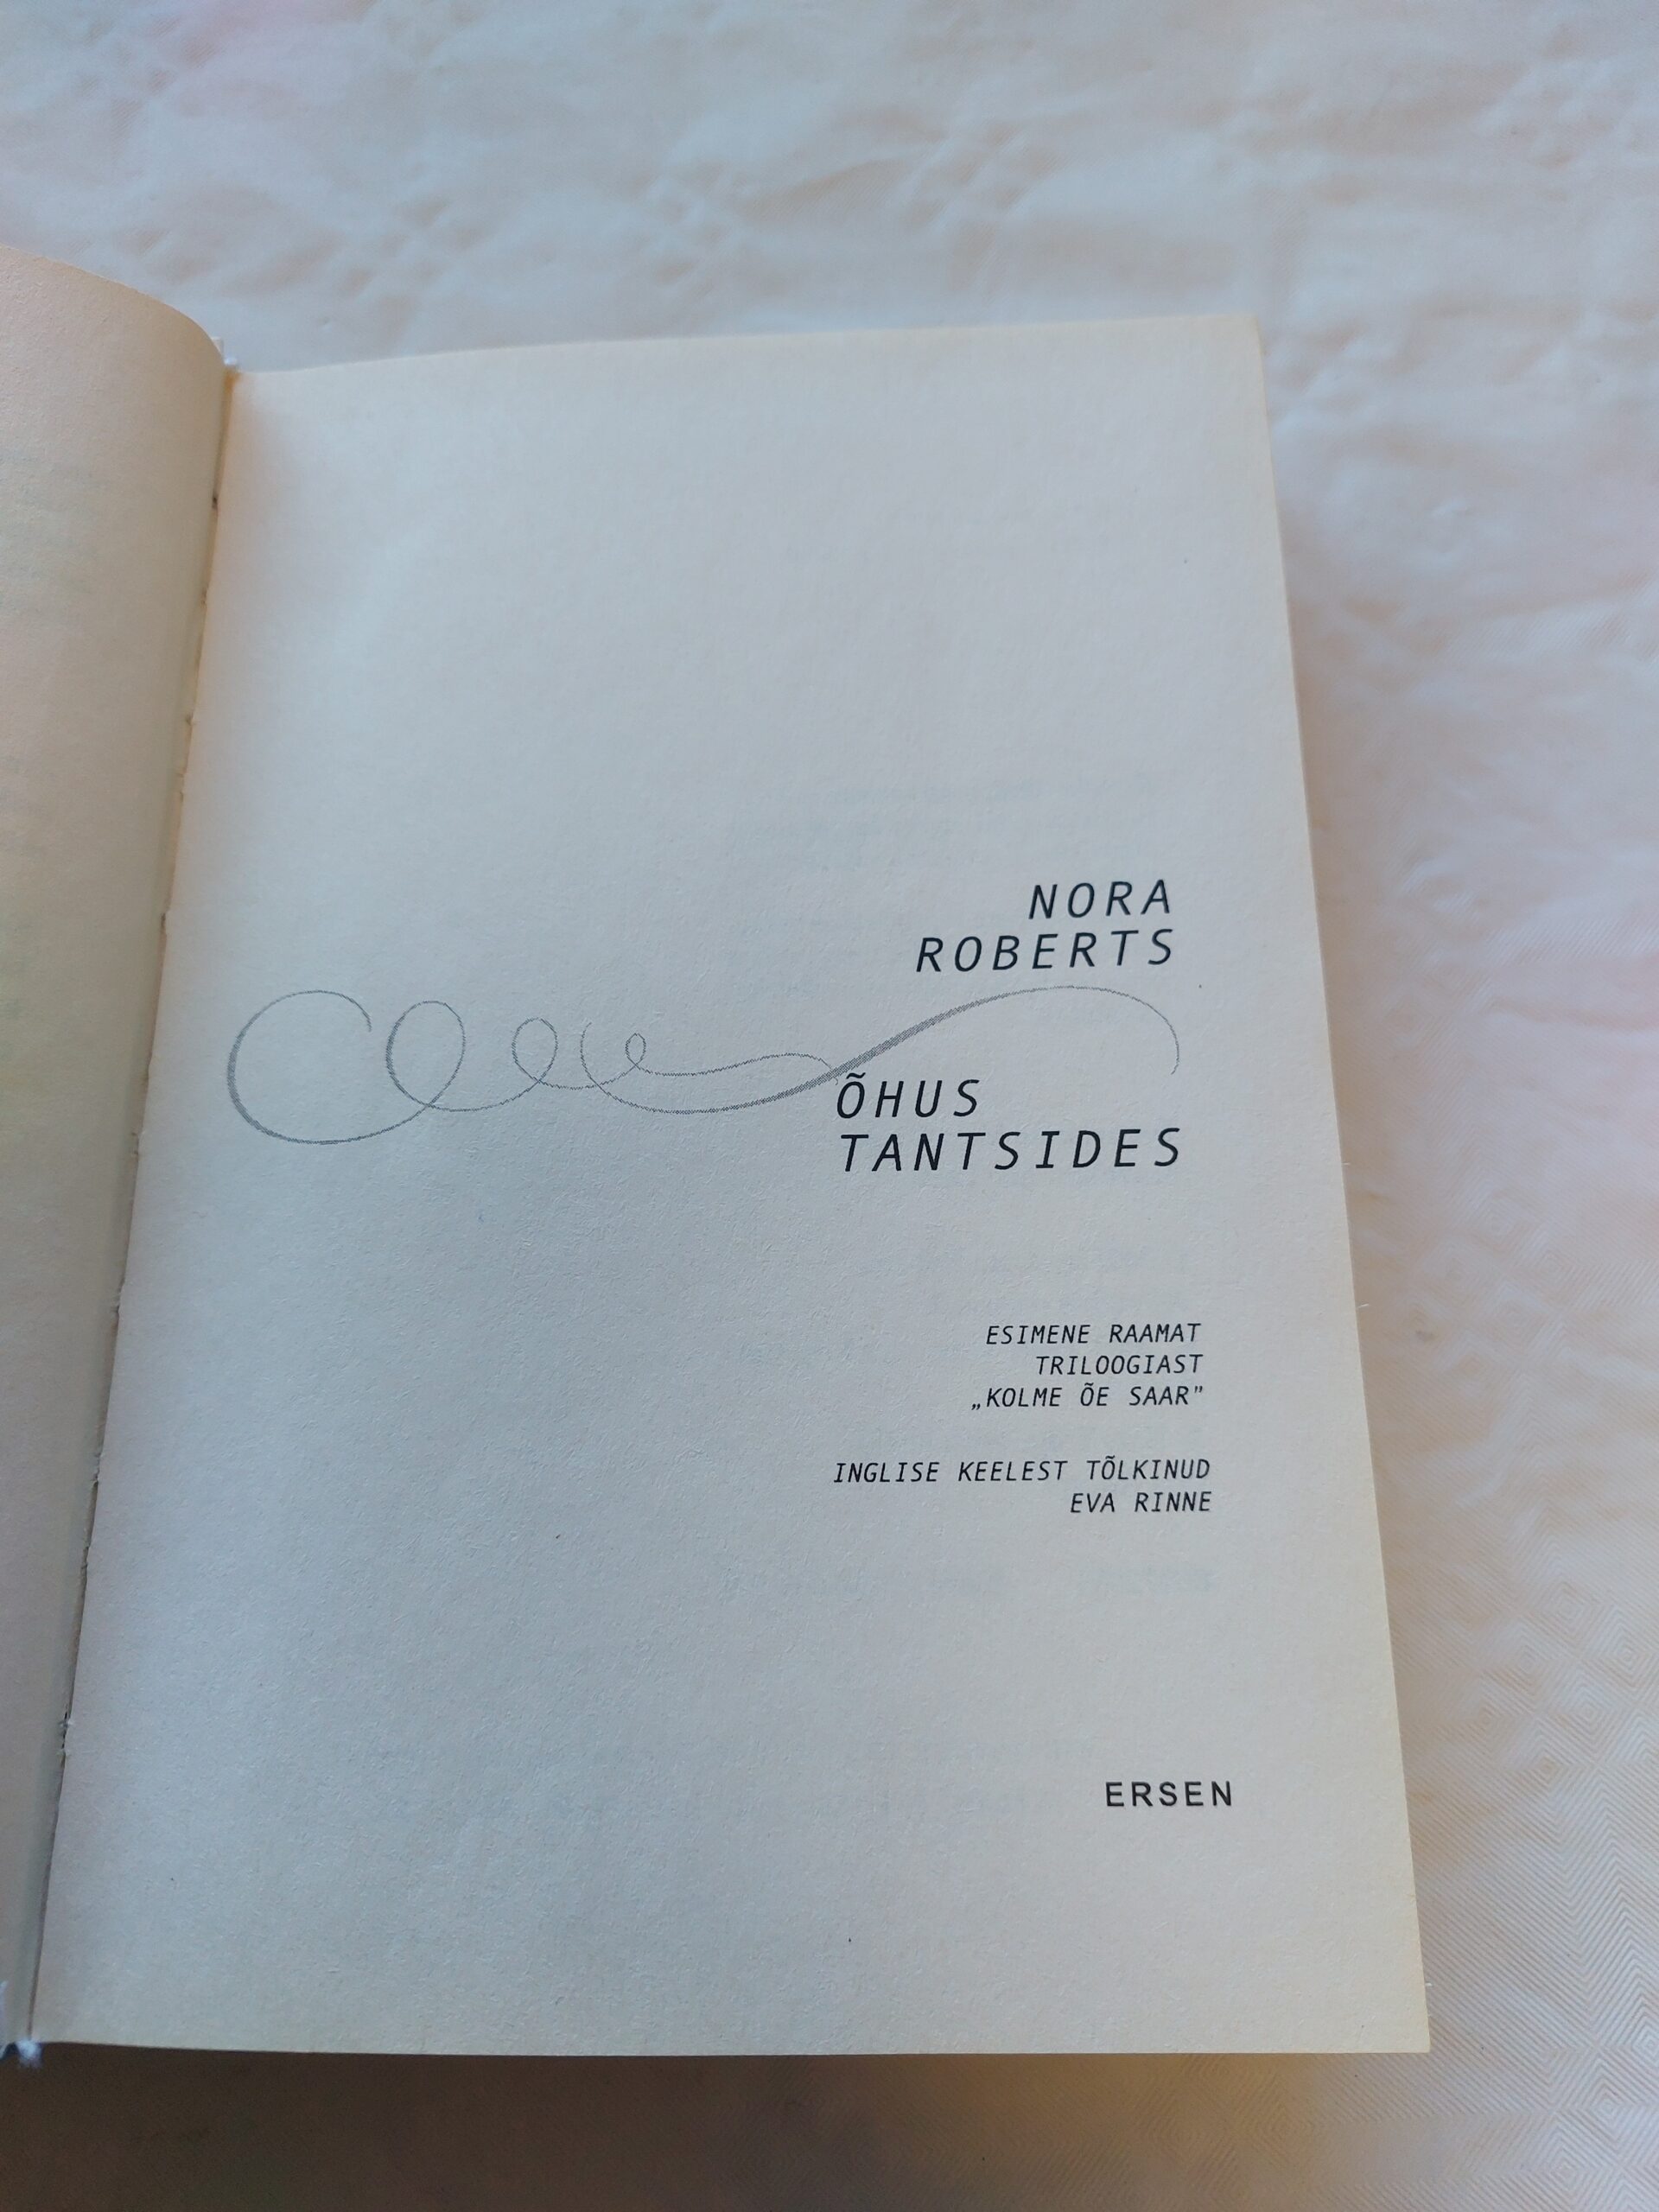 NORA
ROBERTS
ÕHUS
TANTSIDES
ESIMENE RAAMAT
TRILOOGIAST
„KOLME ÕE SAAR”
INGLISE KEELEST TÕLKINUD
EVA RINNE
ERSEN